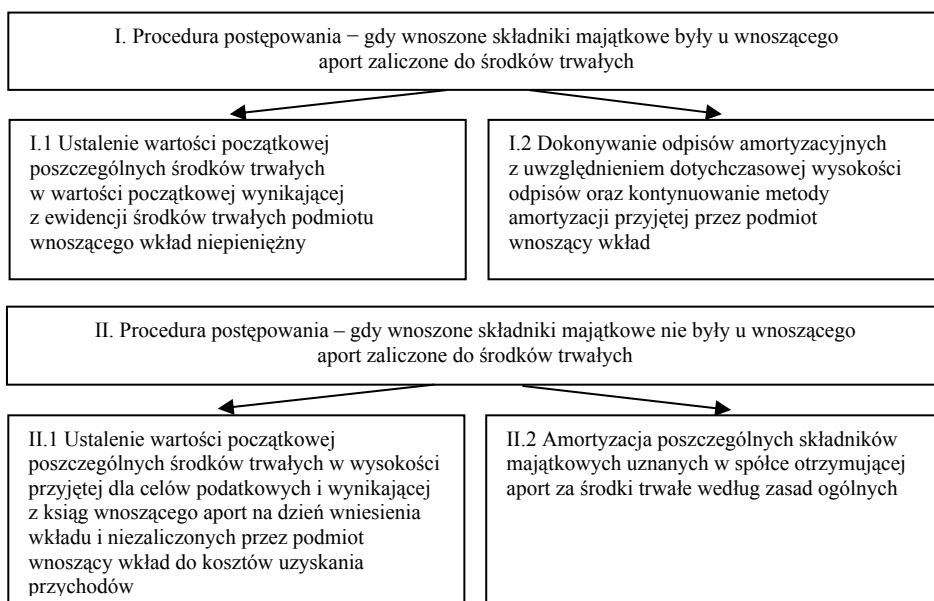 I. Procedura postępowania − gdy wnoszone składniki majątkowe były u wnoszącego
aport zaliczone do środków trwałych
I.1 Ustalenie wartości początkowej
poszczególnych środków trwałych
w wartości początkowej wynikającej
z ewidencji środków trwałych podmiotu
wnoszącego wkład niepieniężny
I.2 Dokonywanie odpisów amortyzacyjnych
z uwzględnieniem dotychczasowej wysokości
odpisów oraz kontynuowanie metody
amortyzacji przyjętej przez podmiot
wnoszący wkład
II. Procedura postępowania – gdy wnoszone składniki majątkowe nie były u wnoszącego
aport zaliczone do środków trwałych
II.1 Ustalenie wartości początkowej
poszczególnych środków trwałych w wysokości
przyjętej dla celów podatkowych i wynikającej
z ksiąg wnoszącego aport na dzień wniesienia
wkładu i niezaliczonych przez podmiot
wnoszący wkład do kosztów uzyskania
przychodów
II.2 Amortyzacja poszczególnych składników
majątkowych uznanych w spółce otrzymującej
aport za środki trwałe według zasad ogólnych